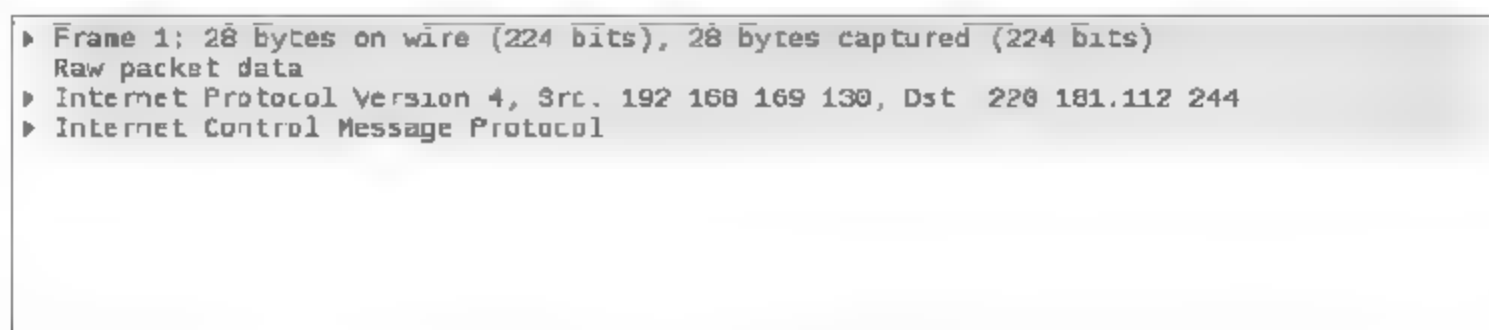 Frame 1: 28 bytes on wire (224 bits), 28 bytes captured (224 bits)
Raw packet data
Internet Protocol Version 4, Src: 192.168.169.130, Dst: 220.181.112.244
Internet Control Message Protocol